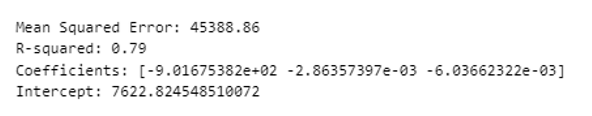 Mean Squared Error: 45388.86
R-squared: 0.79
Coefficients: [-9.01675382e+02 -2.86357397e-03 -6.03662322e-03]
Intercept: 7622.824548510072